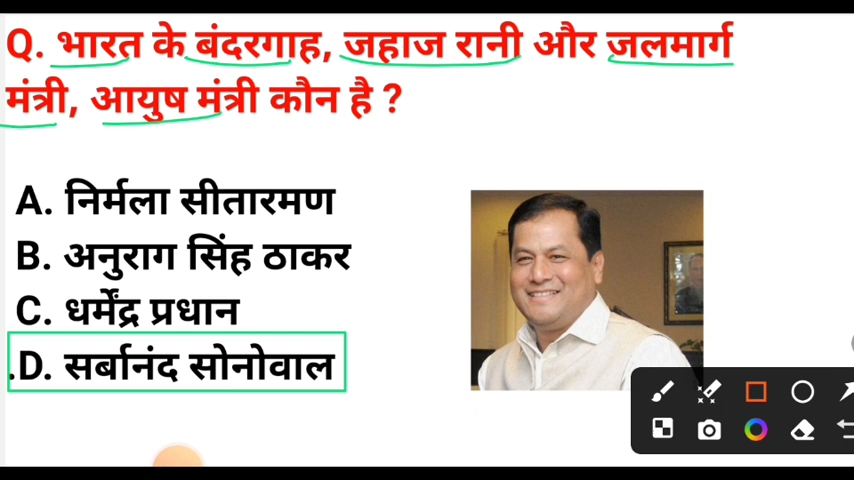 Q. भारत के बंदरगाह, जहाज रानी और जलमार्ग
मंत्री, आयुष मंत्री कौन है ?
A. निर्मला सीतारमण
B. अनुराग सिंह ठाकर
C. धर्मेंद्र प्रधान
.D. सर्बानंद सोनोवाल